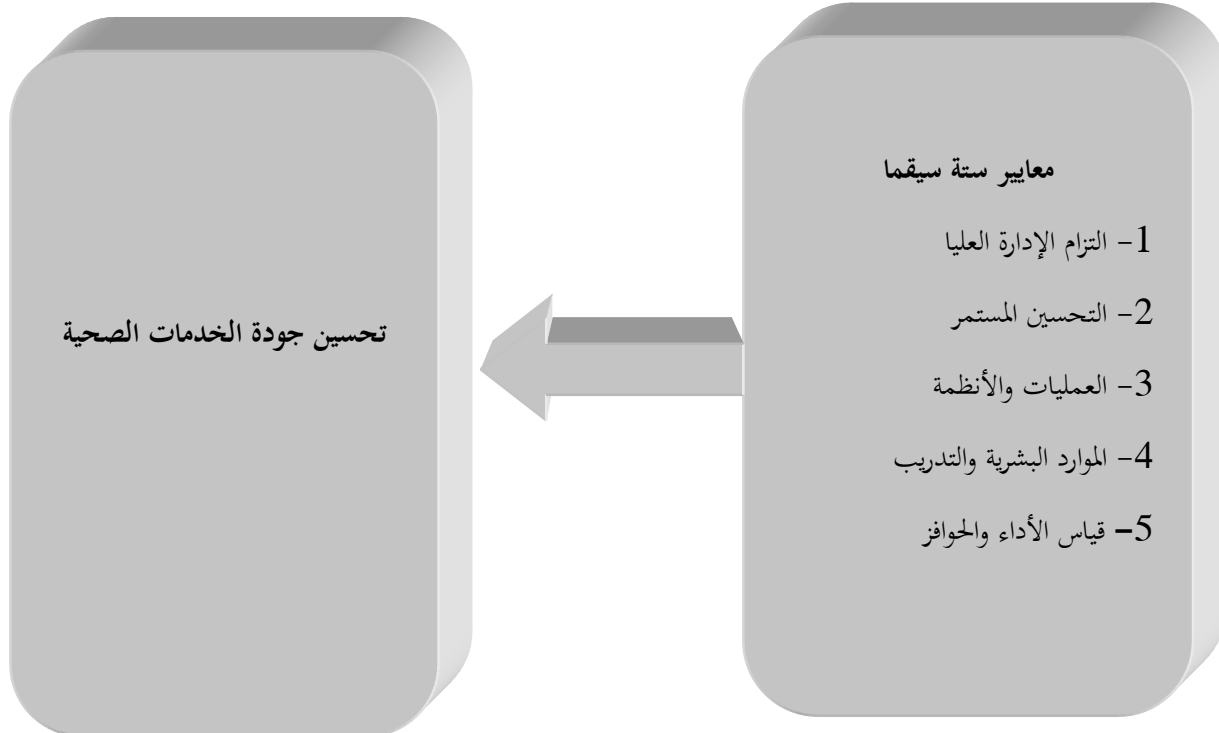 معايير ستة سيقما
1- التزام الإدارة العليا
2- التحسين المستمر
3- العمليات والأنظمة
4- الموارد البشرية والتدريب
5- قياس الأداء والحوافز
تحسين جودة الخدمات الصحية